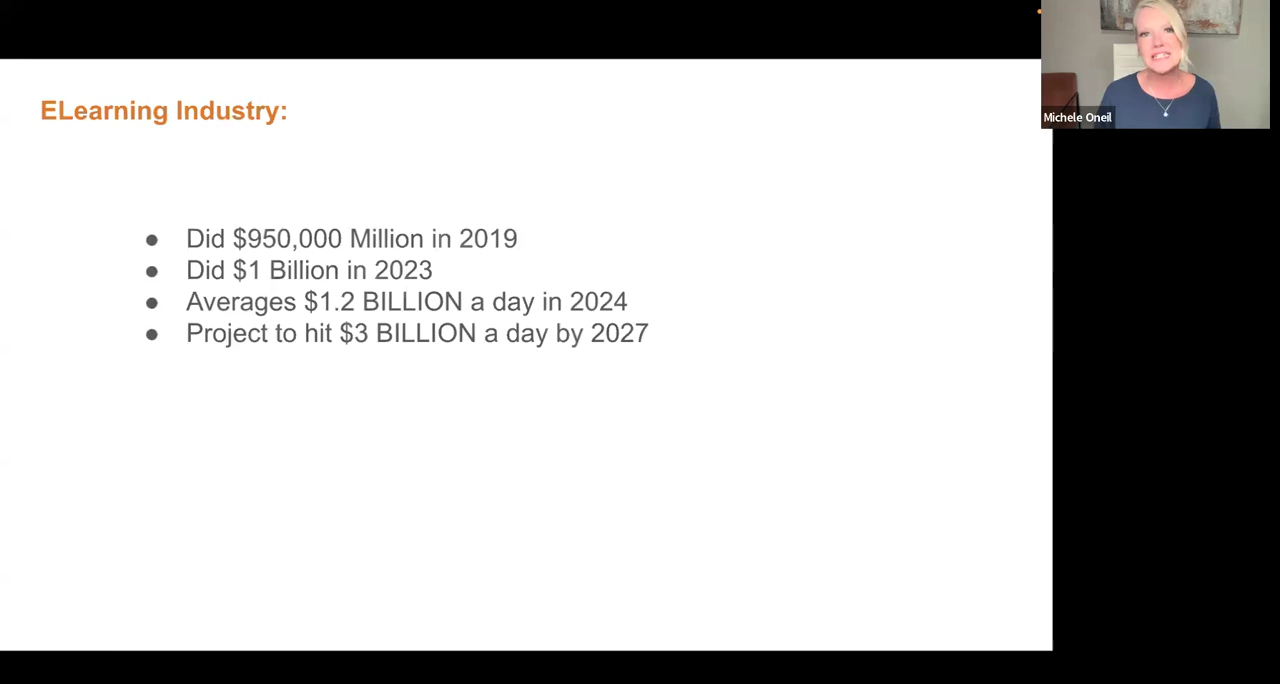 ELearning Industry:
Michele Oneil
● Did $950,000 Million in 2019
● Did $1 Billion in 2023
● Averages $1.2 BILLION a day in 2024
● Project to hit $3 BILLION a day by 2027